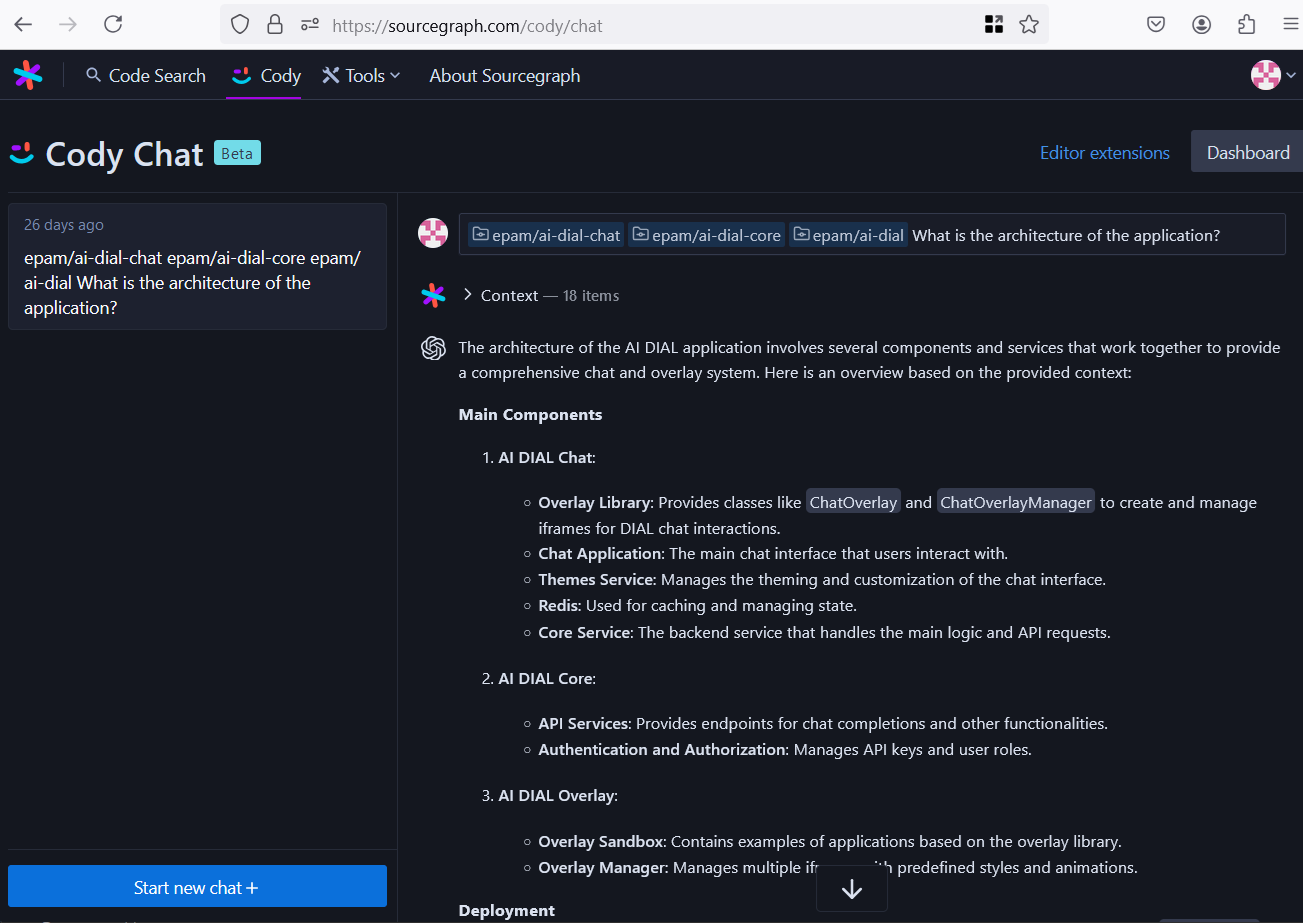 https://sourcegraph.com/cody/chat
Code Search Cody Tools About Sourcegraph
Cody Chat Beta
Editor extensions Dashboard
26 days ago
epam/ai-dial-chat epam/ai-dial-core epam/
ai-dial What is the architecture of the
application?
Start new chat+
epam/ai-dial-chat epam/ai-dial-core epam/ai-dial What is the architecture of the application?
Context — 18 items
The architecture of the AI DIAL application involves several components and services that work together to provide
a comprehensive chat and overlay system. Here is an overview based on the provided context:
Main Components
1. AI DIAL Chat:
Overlay Library: Provides classes like ChatOverlay and ChatOverlayManager to create and manage
iframes for DIAL chat interactions.
Chat Application: The main chat interface that users interact with.
Themes Service: Manages the theming and customization of the chat interface.
Redis: Used for caching and managing state.
Core Service: The backend service that handles the main logic and API requests.
2. AI DIAL Core:
API Services: Provides endpoints for chat completions and other functionalities.
Authentication and Authorization: Manages API keys and user roles.
3. AI DIAL Overlay:
Overlay Sandbox: Contains examples of applications based on the overlay library.
Overlay Manager: Manages multiple predefined styles and animations.
Deployment